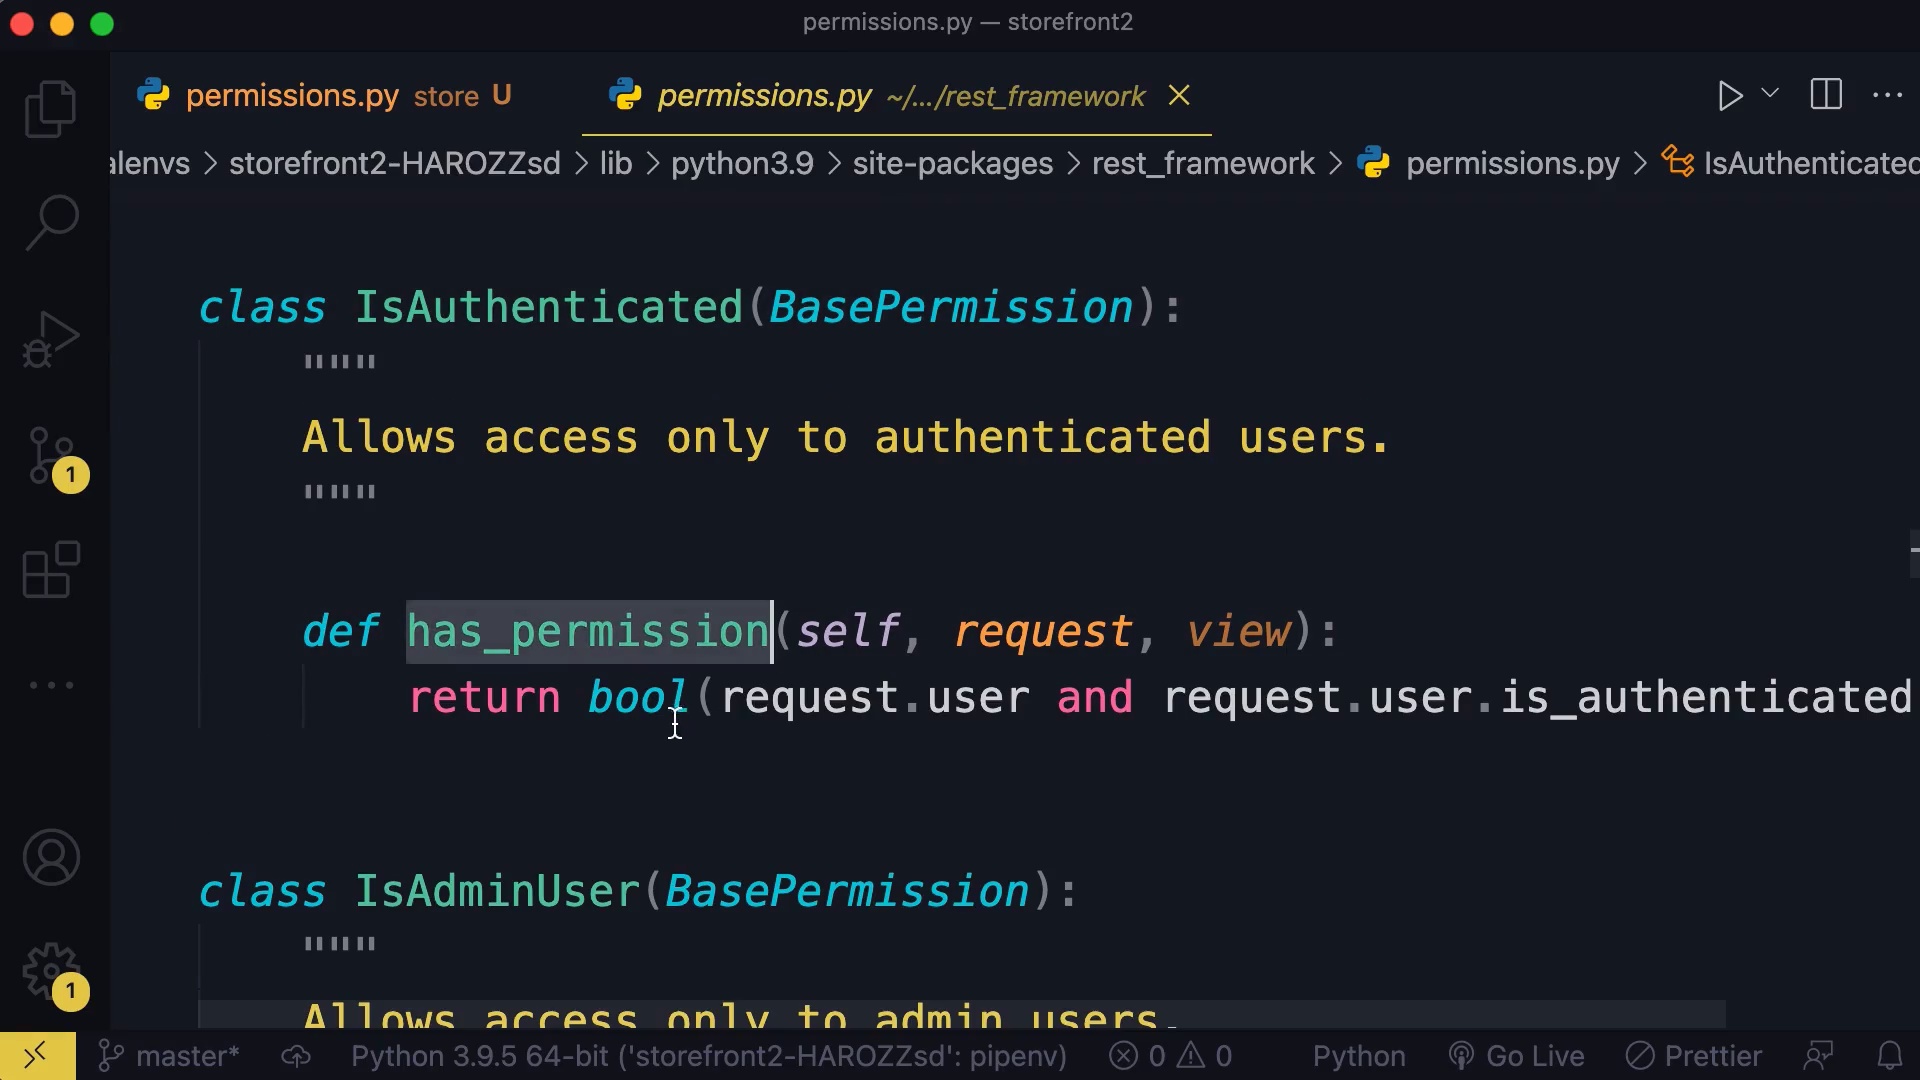 permissions.py — storefront2
permissions.py store U
permissions.py ~/.../rest_framework
alenvs > storefront2-HAROZZsd > lib > python3.9 > site-packages > rest_framework > permissions.py > IsAuthenticated
class IsAuthenticated(BasePermission):
"""
Allows access only to authenticated users.
"""
def has_permission(self, request, view):
return bool(request.user and request.user.is_authenticated
class IsAdminUser(BasePermission):
"""
Allows access only to admin users.
1
1
master* Python 3.9.5 64-bit ('storefront2-HAROZZsd': pipenv) 0 0 Python Go Live Prettier